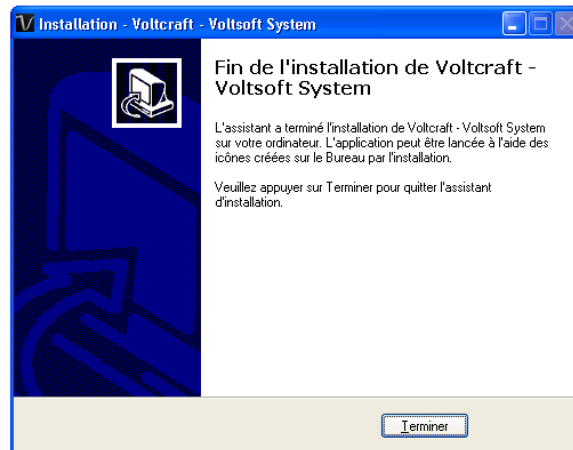 Installation - Voltcraft - Voltsoft System
Fin de l'installation de Voltcraft -
Voltsoft System
L'assistant a terminé l'installation de Voltcraft - Voltsoft System
sur votre ordinateur. L'application peut être lancée à l'aide des
icônes créées sur le Bureau par l'installation.
Veuillez appuyer sur Terminer pour quitter l'assistant
d'installation.
Terminer